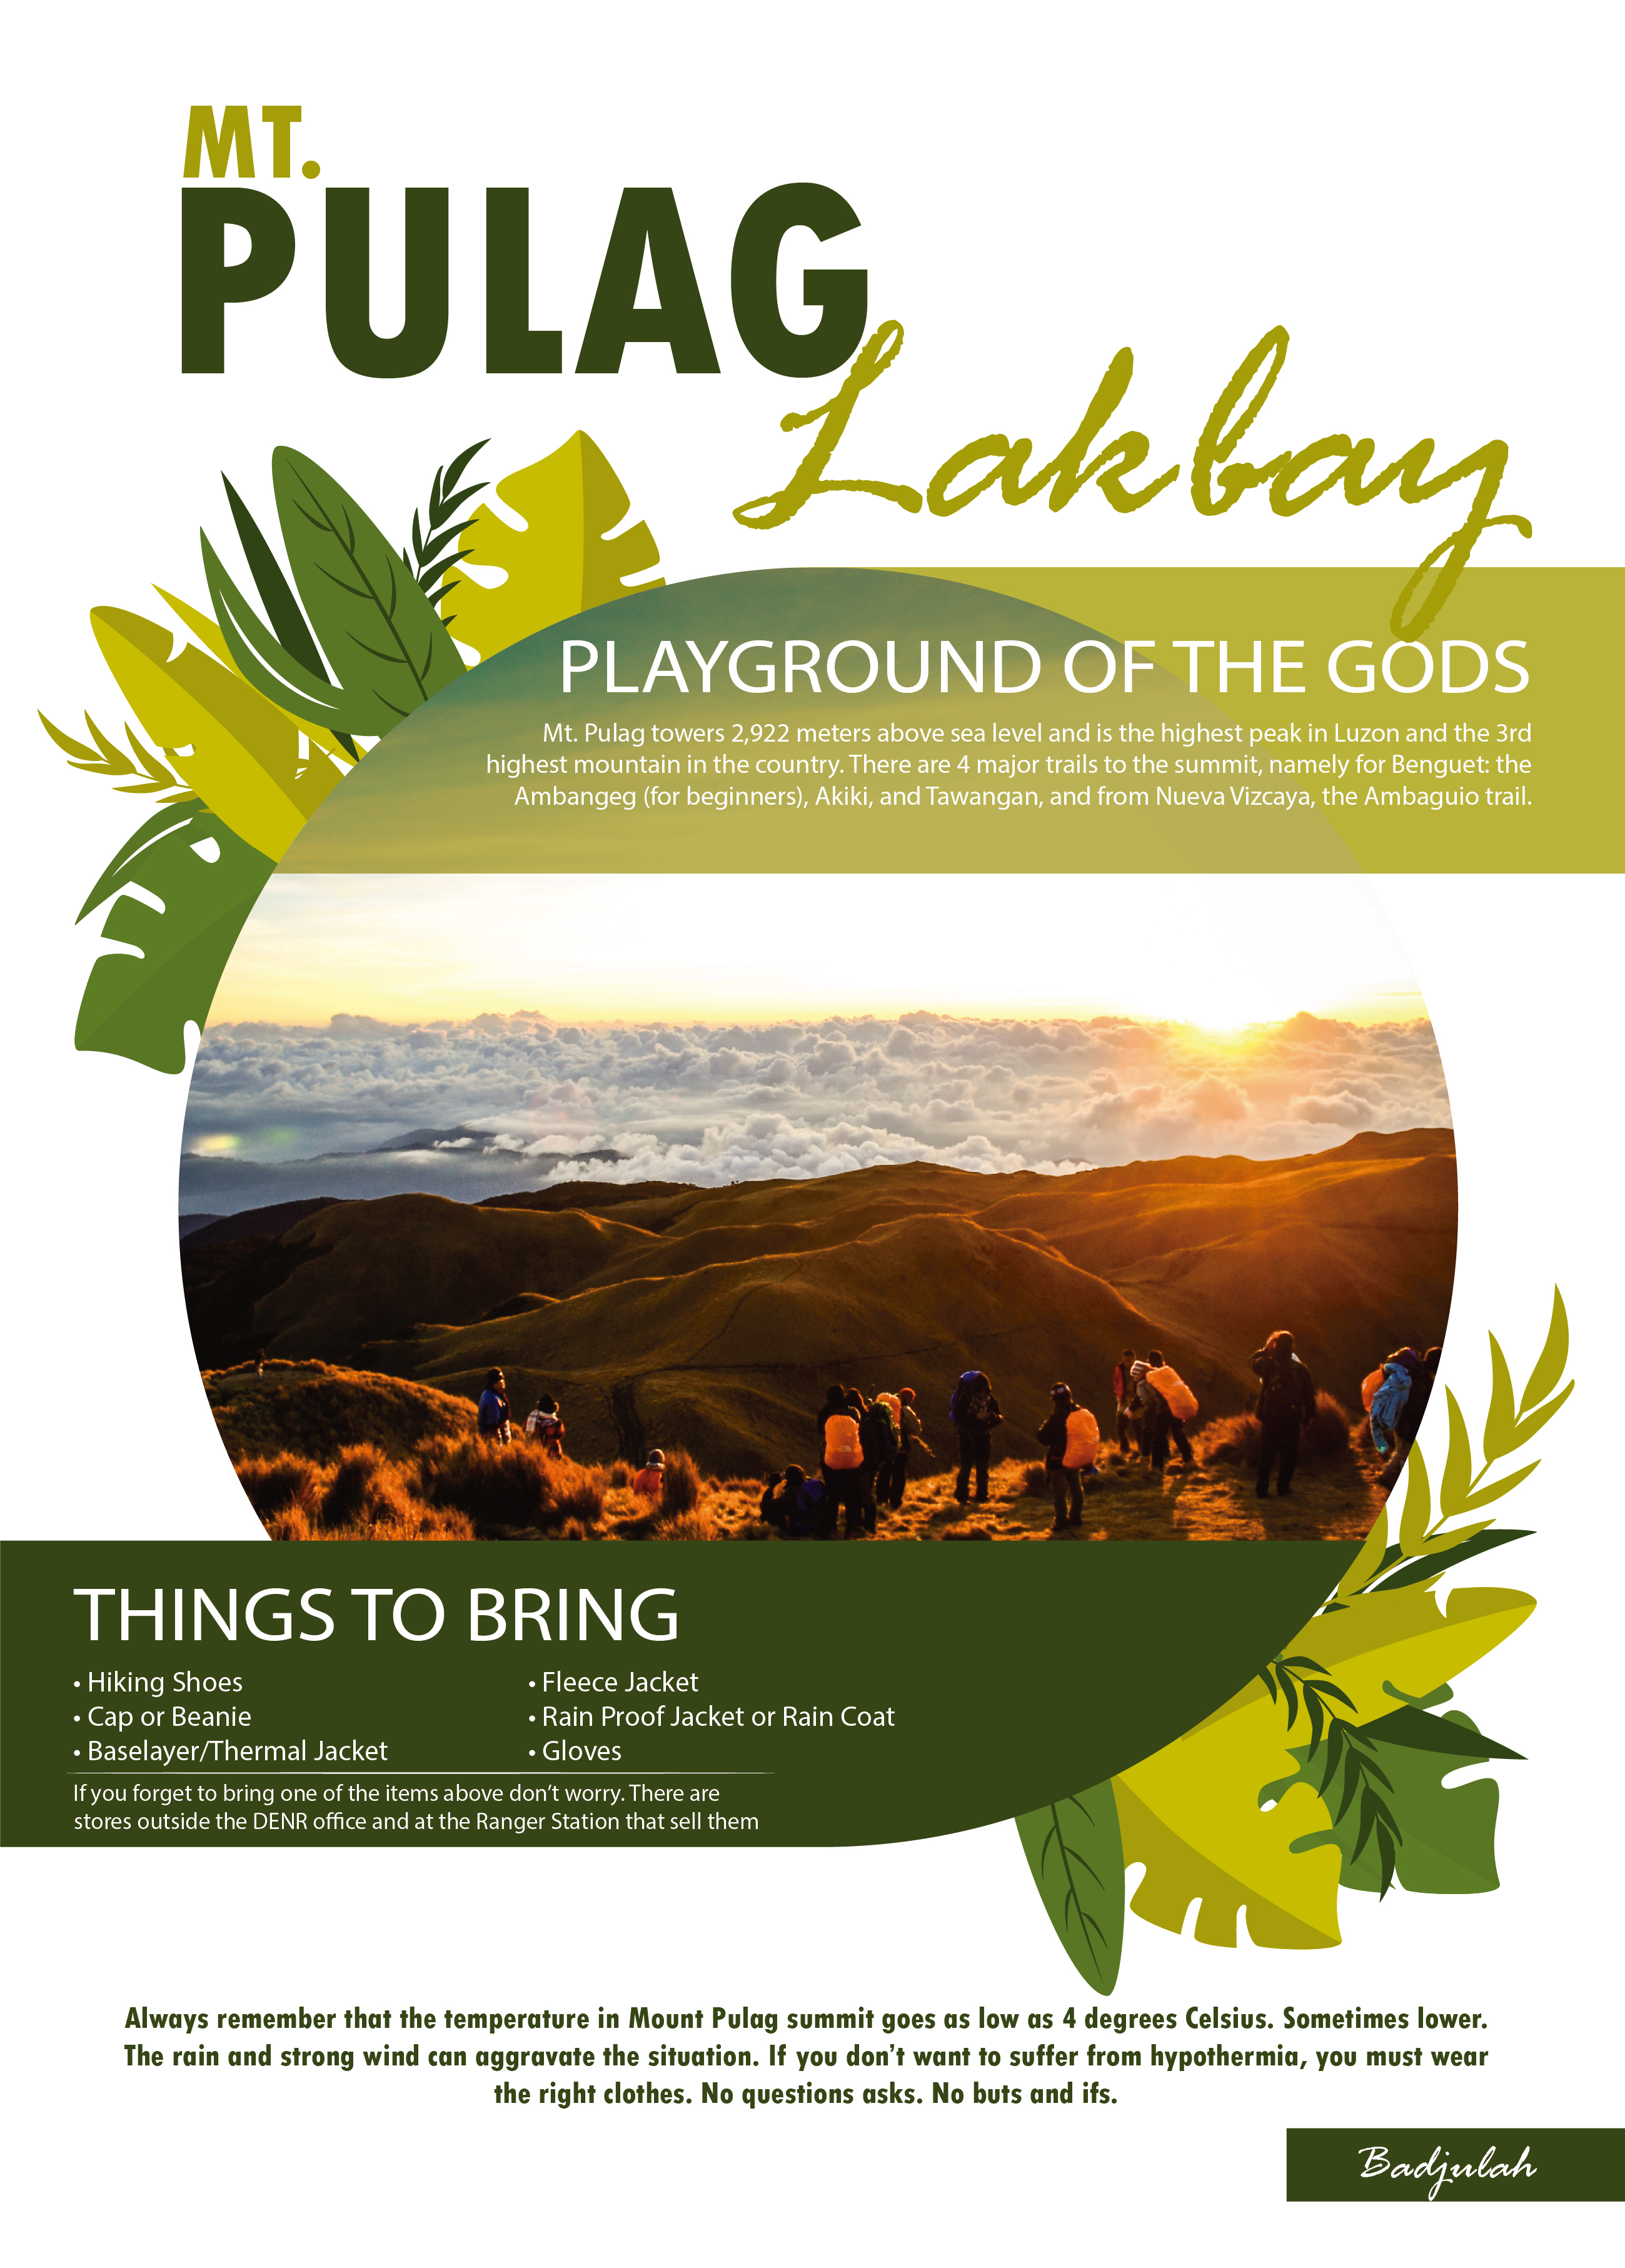 MT.
PULAG
Lakbay
PLAYGROUND OF THE GODS
Mt. Pulag towers 2,922 meters above sea level and is the highest peak in Luzon and the 3rd
highest mountain in the country. There are 4 major trails to the summit, namely for Benguet: the
Ambangeg (for beginners), Akiki, and Tawangan, and from Nueva Vizcaya, the Ambaguio trail.
THINGS TO BRING
• Hiking Shoes
• Cap or Beanie
• Baselayer/Thermal Jacket
• Fleece Jacket
• Rain Proof Jacket or Rain Coat
• Gloves
If you forget to bring one of the items above don’t worry. There are
stores outside the DENR office and at the Ranger Station that sell them
Always remember that the temperature in Mount Pulag summit goes as low as 4 degrees Celsius. Sometimes lower.
The rain and strong wind can aggravate the situation. If you don’t want to suffer from hypothermia, you must wear
the right clothes. No questions asks. No buts and ifs.
Badjulah